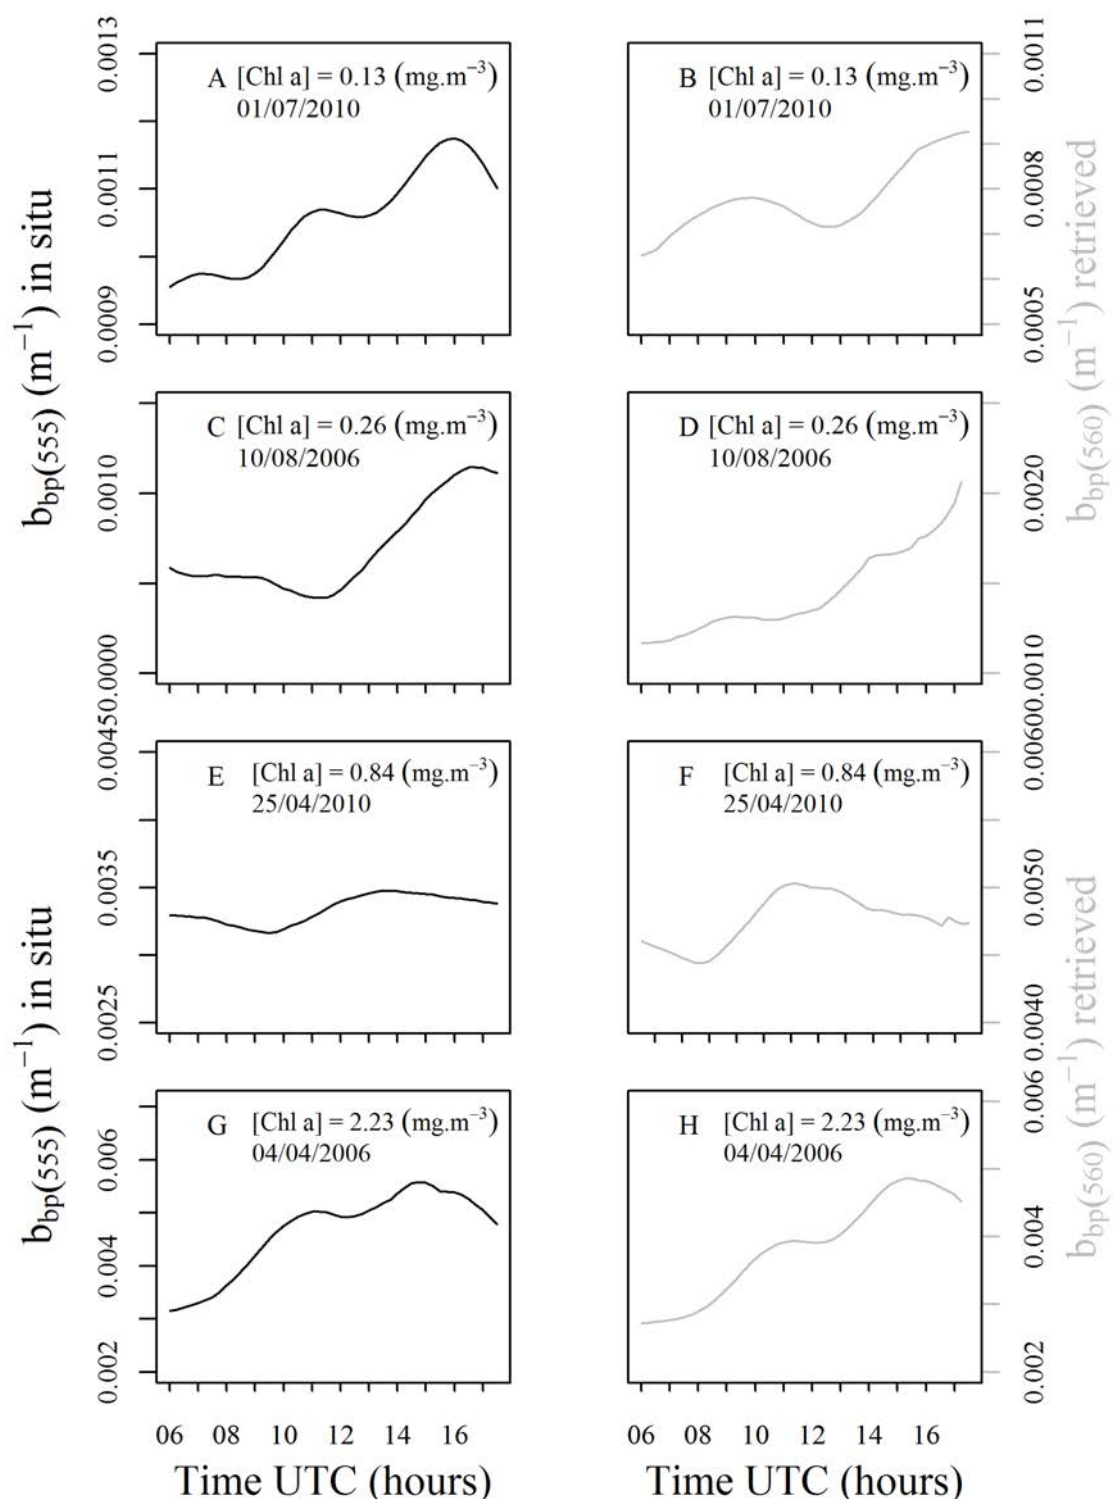 b_bp(555) (m⁻¹) in situ
0.0013
0.0011
0.0009
A [Chl a] = 0.13 (mg.m⁻³)
01/07/2010
B [Chl a] = 0.13 (mg.m⁻³)
01/07/2010
0.0011
0.0008
0.0005
b_bp(560) (m⁻¹) retrieved
0.0010
0.0000
C [Chl a] = 0.26 (mg.m⁻³)
10/08/2006
D [Chl a] = 0.26 (mg.m⁻³)
10/08/2006
0.0020
0.0010
b_bp(555) (m⁻¹) in situ
0.0045
0.0035
0.0025
E [Chl a] = 0.84 (mg.m⁻³)
25/04/2010
F [Chl a] = 0.84 (mg.m⁻³)
25/04/2010
0.0060
0.0050
0.0040
b_bp(560) (m⁻¹) retrieved
0.006
0.004
0.002
G [Chl a] = 2.23 (mg.m⁻³)
04/04/2006
H [Chl a] = 2.23 (mg.m⁻³)
04/04/2006
0.006
0.004
0.002
06 08 10 12 14 16
06 08 10 12 14 16
Time UTC (hours)
Time UTC (hours)